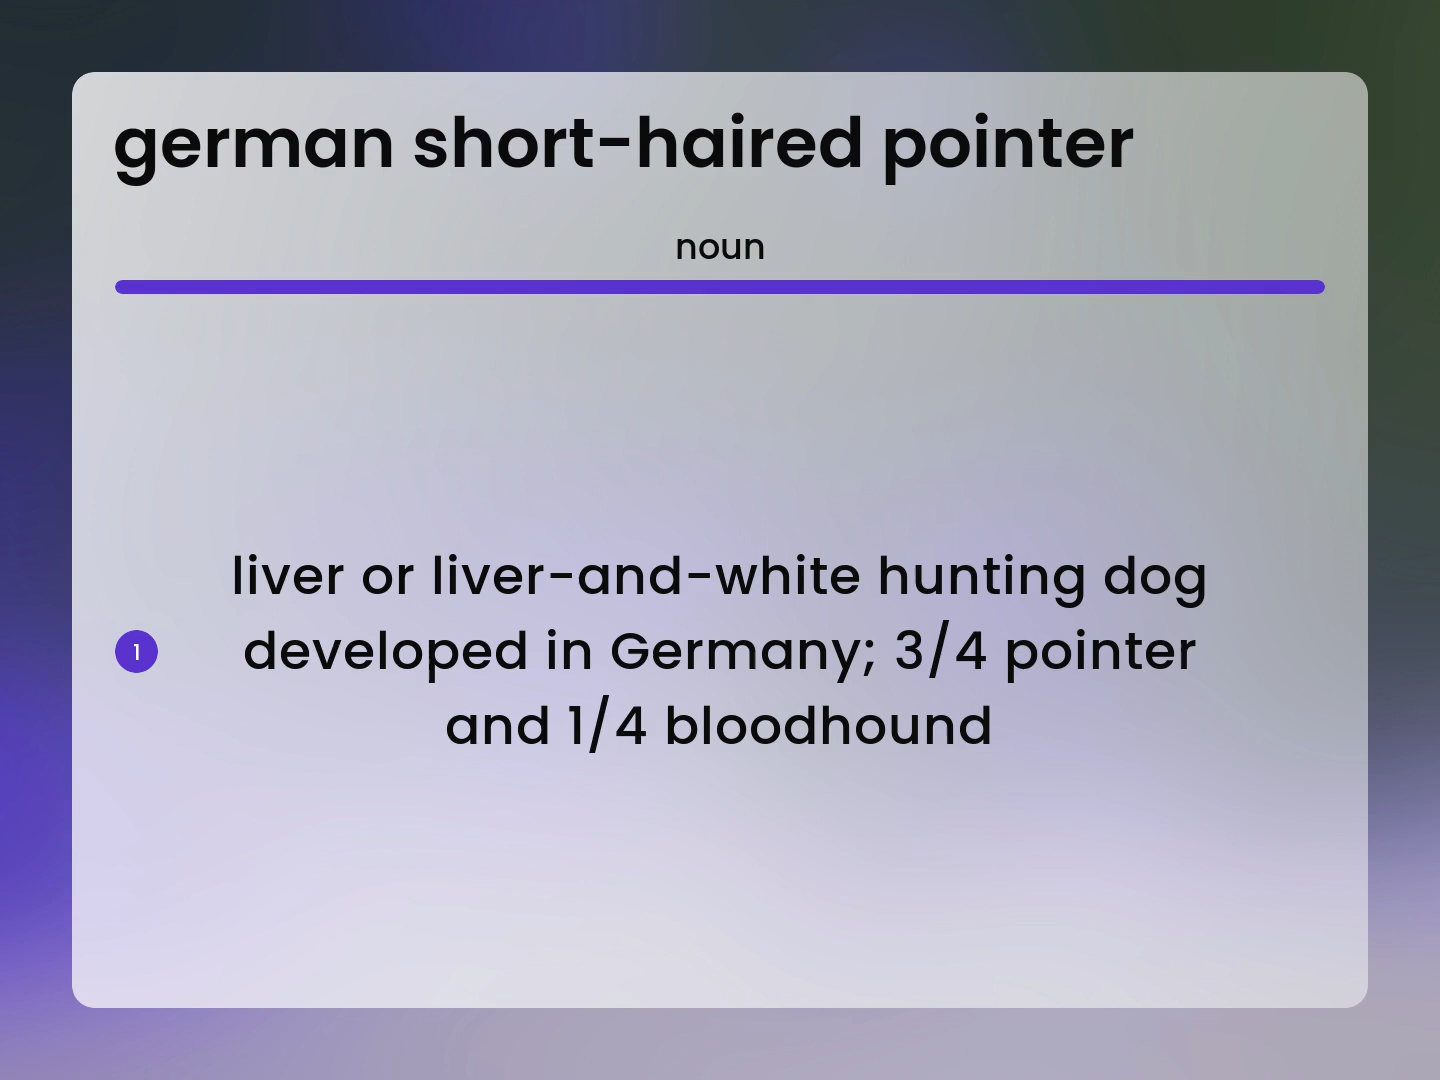 german short-haired pointer
noun
liver or liver-and-white hunting dog
1 developed in Germany; 3/4 pointer
and 1/4 bloodhound